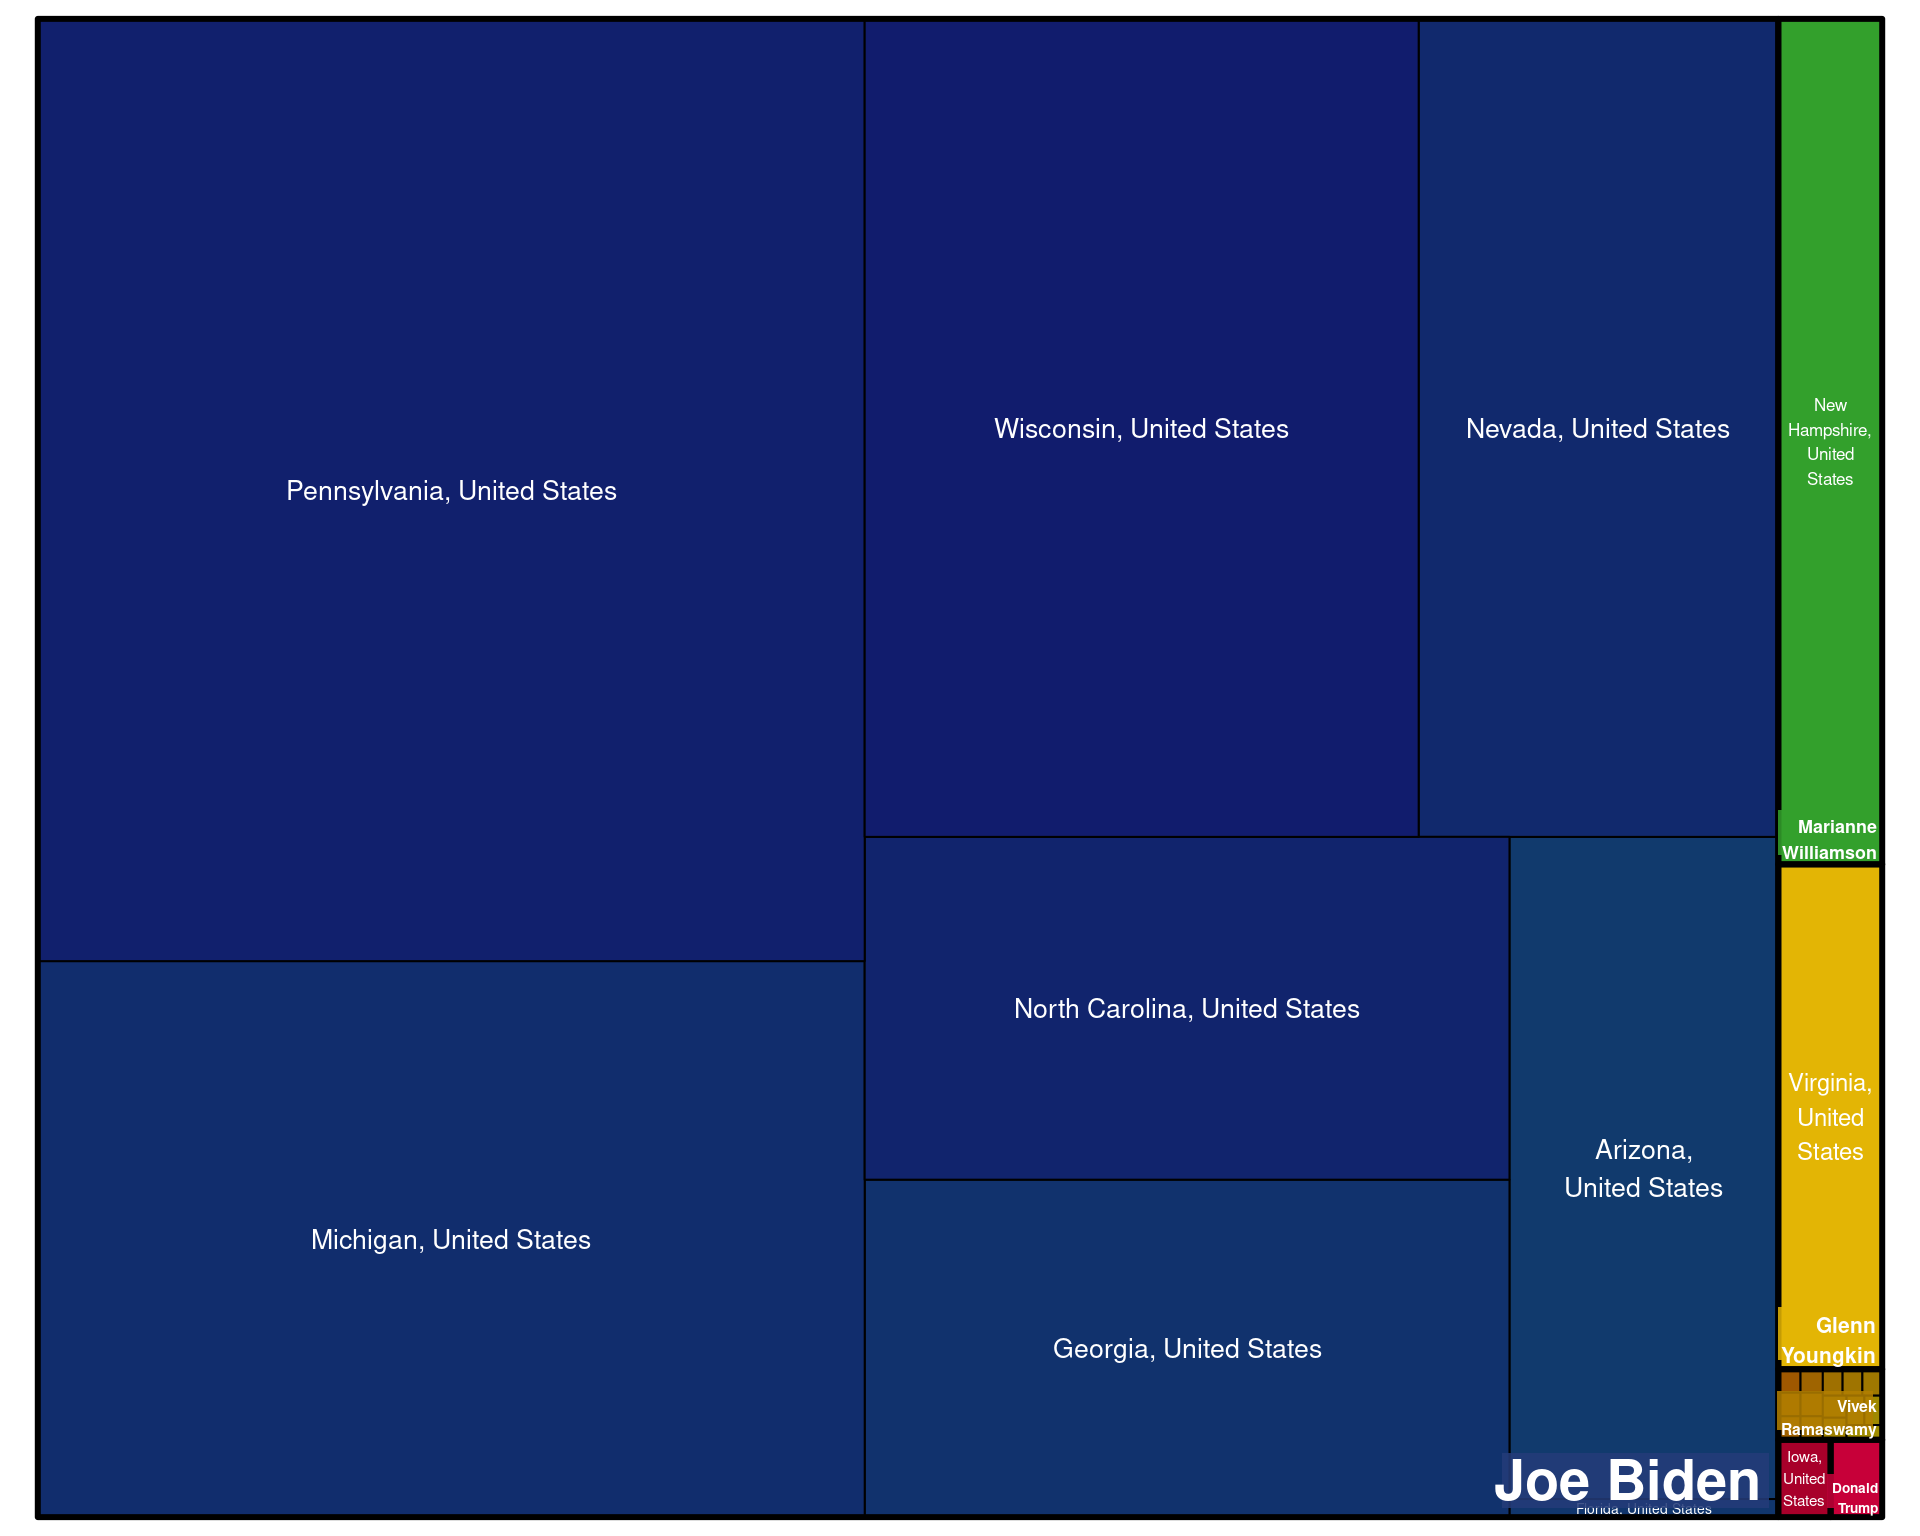 Pennsylvania, United States
Wisconsin, United States
Nevada, United States
New
Hampshire,
United
States
Marianne
Williamson
North Carolina, United States
Virginia,
United
States
Arizona,
United States
Michigan, United States
Georgia, United States
Glenn
Youngkin
Vivek
Ramaswamy
Joe Biden
Florida, United States
Iowa,
United
States
Donald
Trump